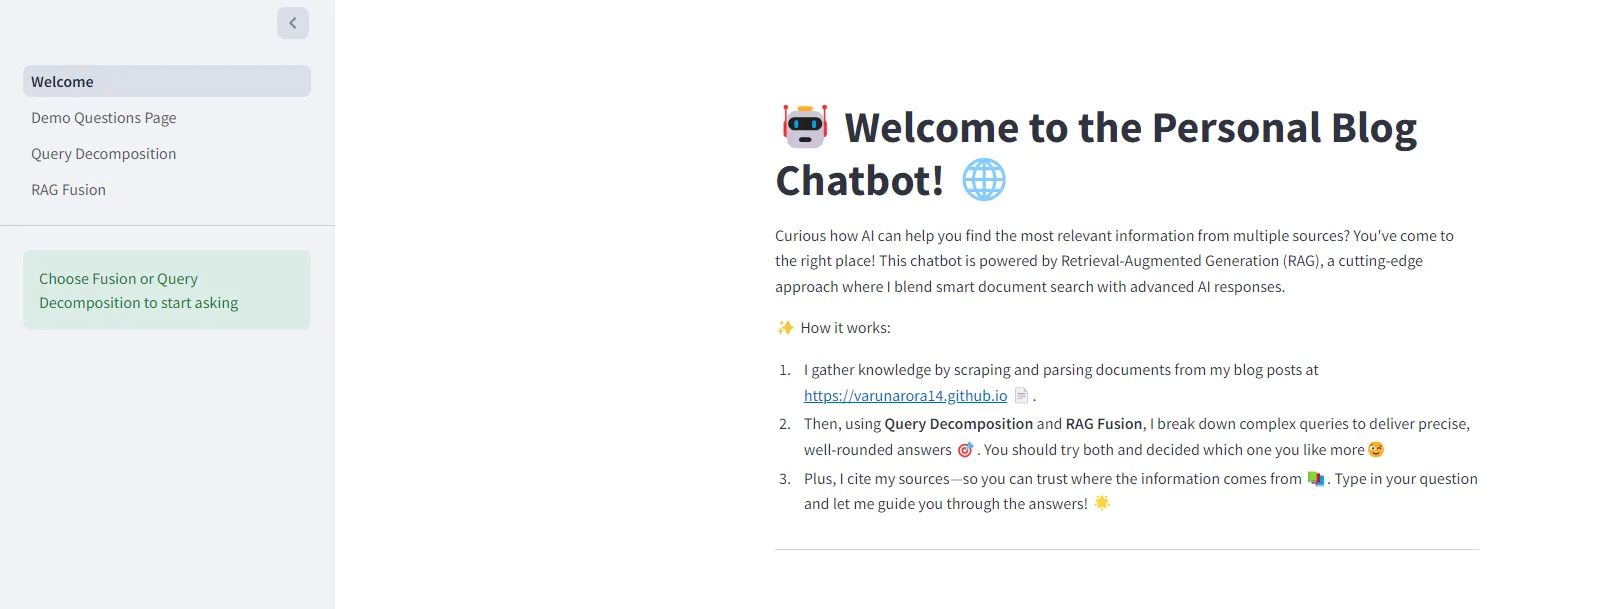 Welcome
Demo Questions Page
Query Decomposition
RAG Fusion
Choose Fusion or Query
Decomposition to start asking
🤖 Welcome to the Personal Blog
Chatbot! 🌐
Curious how AI can help you find the most relevant information from multiple sources? You've come to
the right place! This chatbot is powered by Retrieval-Augmented Generation (RAG), a cutting-edge
approach where I blend smart document search with advanced AI responses.
✨ How it works:
1. I gather knowledge by scraping and parsing documents from my blog posts at
https://varunarora14.github.io 📄 .
2. Then, using Query Decomposition and RAG Fusion, I break down complex queries to deliver precise,
well-rounded answers 🎯 . You should try both and decided which one you like more 😉
3. Plus, I cite my sources—so you can trust where the information comes from 📚 . Type in your question
and let me guide you through the answers! 🌟